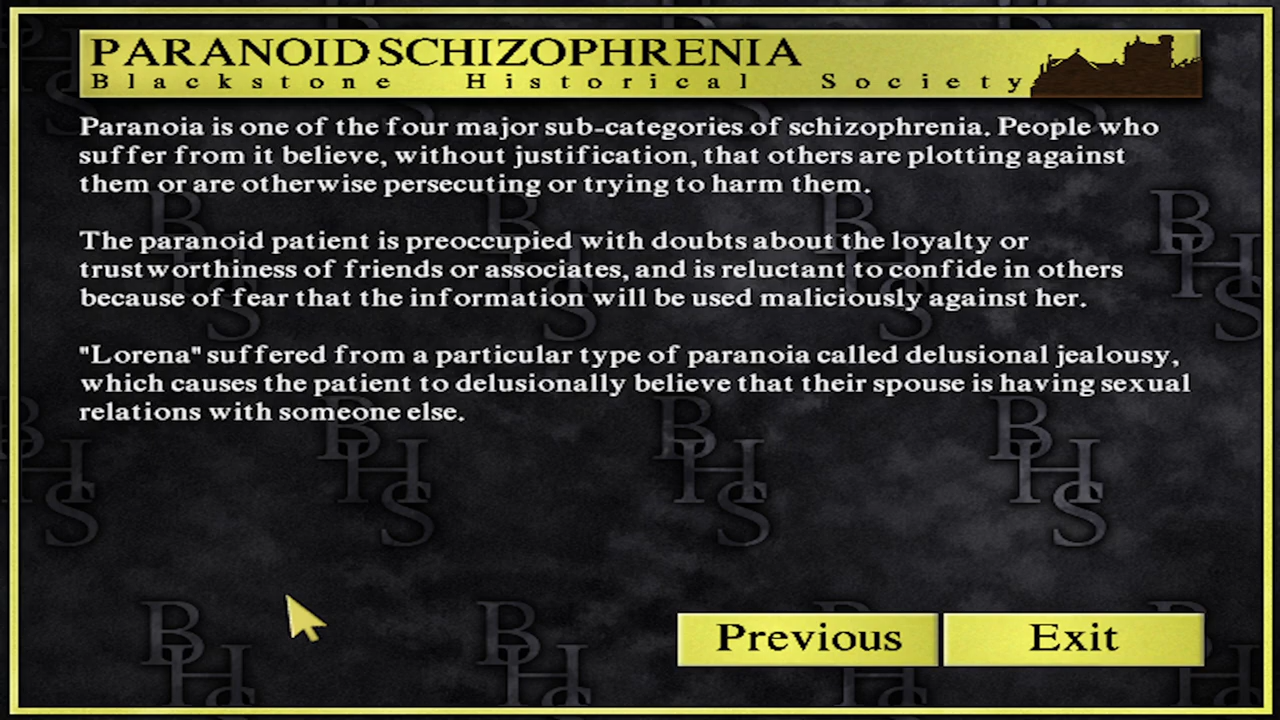 PARANOID SCHIZOPHRENIA
Blackstone Historical Society
Paranoia is one of the four major sub-categories of schizophrenia. People who
suffer from it believe, without justification, that others are plotting against
them or are otherwise persecuting or trying to harm them.
The paranoid patient is preoccupied with doubts about the loyalty or
trustworthiness of friends or associates, and is reluctant to confide in others
because of fear that the information will be used maliciously against her.
"Lorena" suffered from a particular type of paranoia called delusional jealousy,
which causes the patient to delusionally believe that their spouse is having sexual
relations with someone else.
Previous
Exit